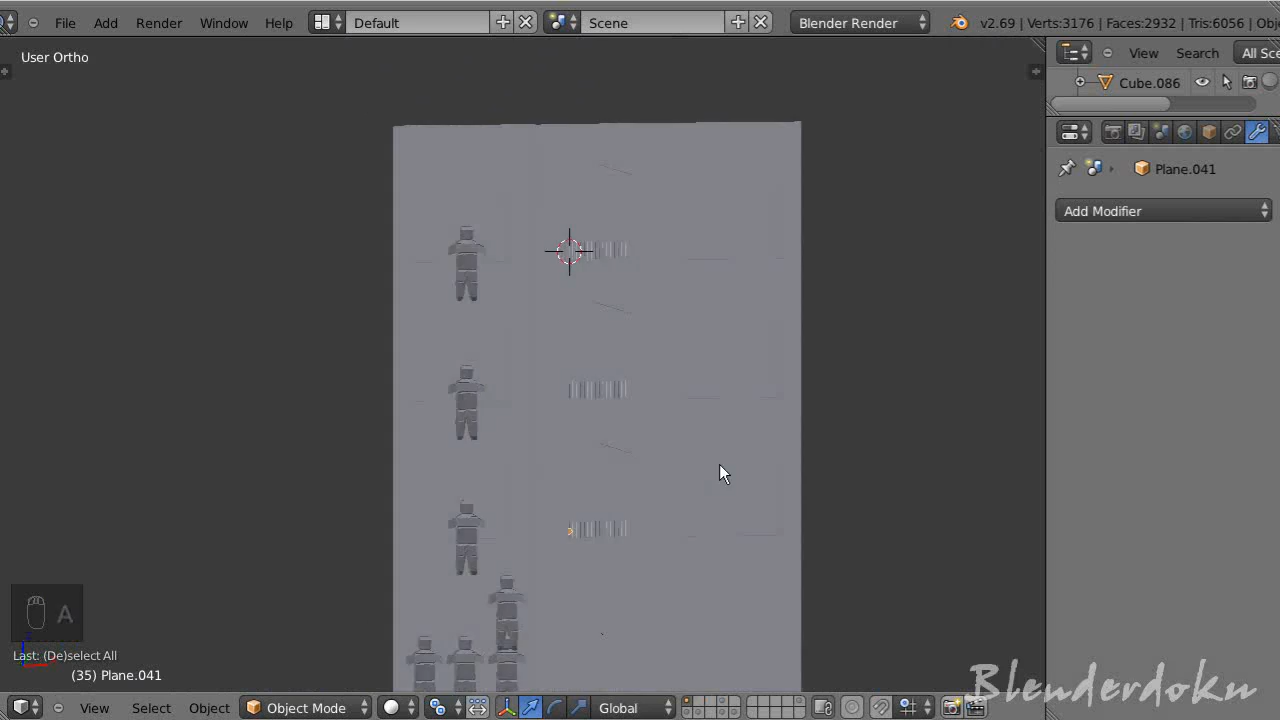 File Add Render Window Help Default Scene Blender Render v2.69 | Verts:3176 | Faces:2932 | Tris:6056 | Obj
User Ortho
View Search All Sce
Cube.086
Plane.041
Add Modifier
A
Last: (De)select All
(35) Plane.041
Blenderdoku
View Select Object Object Mode Global